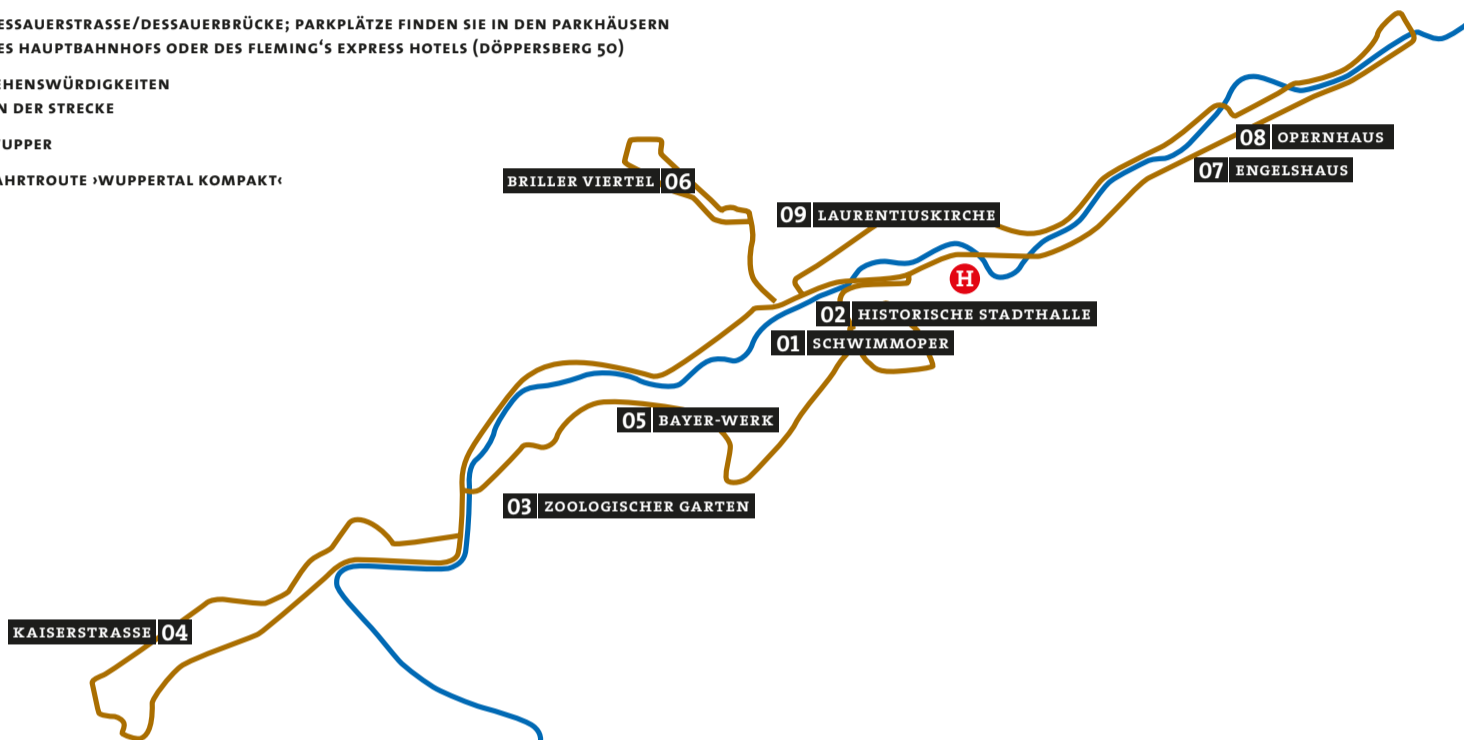 ESSAUERSTRASSE/DESSAUERBRÜCKE; PARKPLÄTZE FINDEN SIE IN DEN PARKHÄUSERN
ES HAUPTBAHNHOFS ODER DES FLEMING'S EXPRESS HOTELS (DÖPPERSBERG 50)
EHENSWÜRDIGKEITEN
N DER STRECKE
UPPER
AHRTROUTE ›WUPPERTAL KOMPAKT‹
08 OPERNHAUS
07 ENGELSHAUS
BRILLER VIERTEL 06
09 LAURENTIUSKIRCHE
H
02 HISTORISCHE STADTHALLE
01 SCHWIMMOPER
05 BAYER-WERK
03 ZOOLOGISCHER GARTEN
KAISERSTRASSE 04